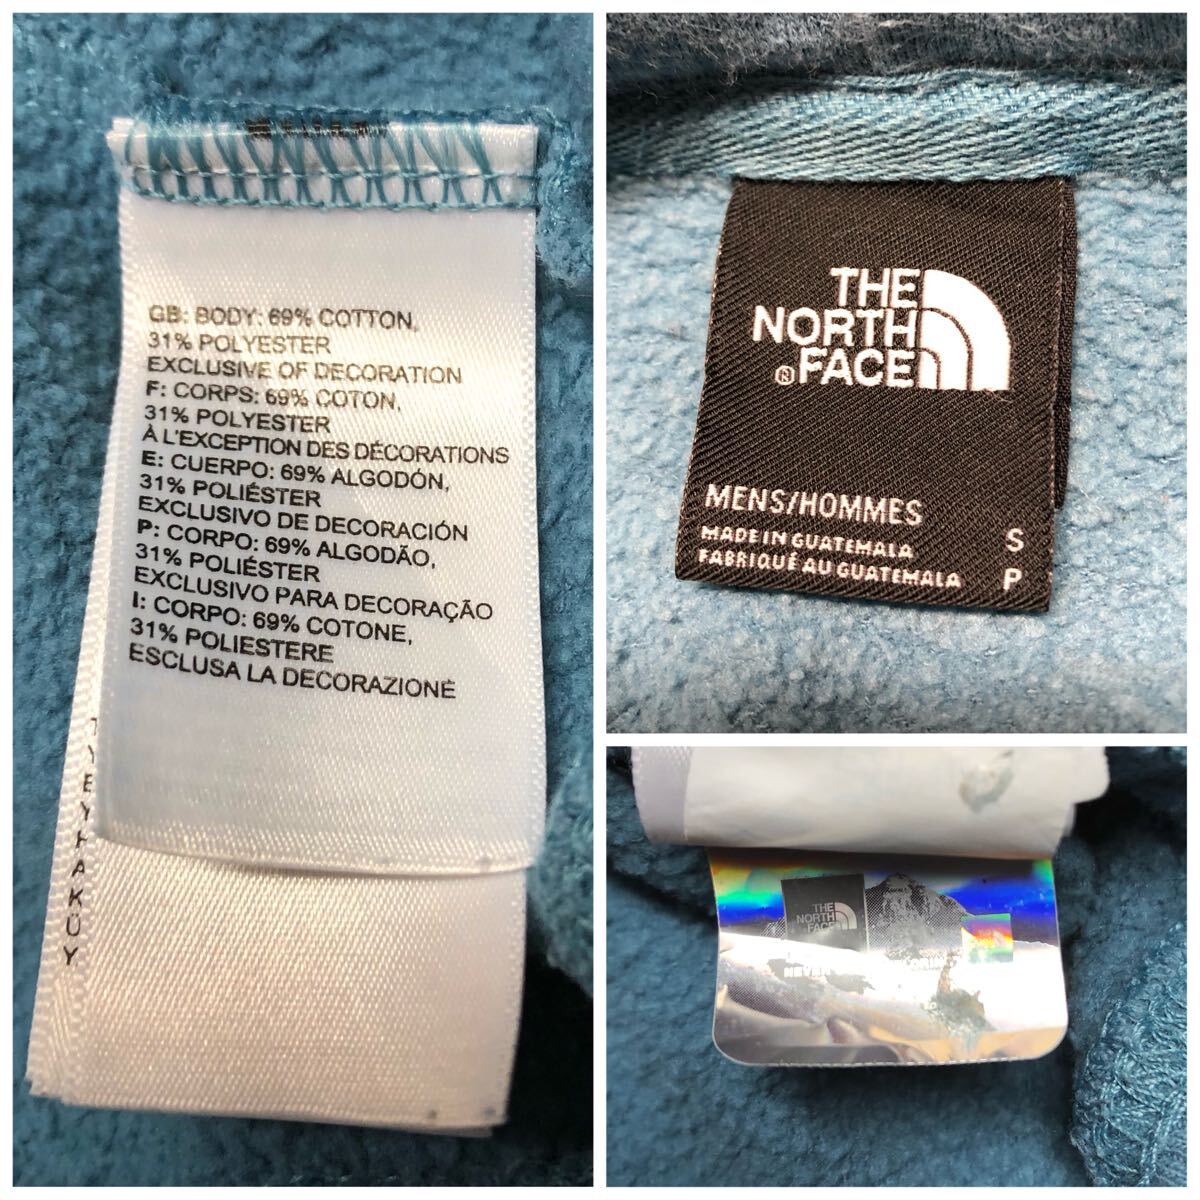 GB: BODY: 69% COTTON,
31% POLYESTER
EXCLUSIVE OF DECORATION
F: CORPS: 69% COTON,
31% POLYESTER
À L'EXCEPTION DES DÉCORATIONS
E: CUERPO: 69% ALGODÓN,
31% POLIÉSTER
EXCLUSIVO DE DECORACIÓN
P: CORPO: 69% ALGODÃO,
31% POLIÉSTER
EXCLUSIVO PARA DECORAÇÃO
I: CORPO: 69% COTONE,
31% POLIESTERE
ESCLUSA LA DECORAZIONE
THE
NORTH
® FACE
MENS/HOMMES
MADE IN GUATEMALA S
FABRIQUÉ AU GUATEMALA P
THE
NORTH
FACE
NEVER